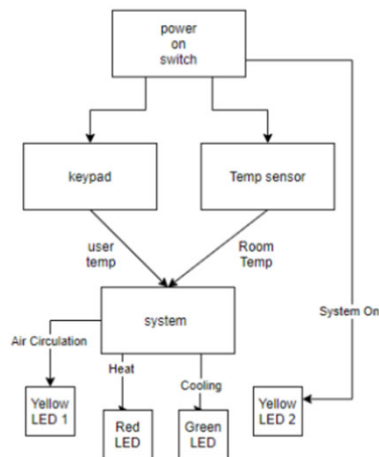 power
on
switch
keypad
Temp sensor
user
temp
Room
Temp
system
System On
Air Circulation
Heat
Cooling
Yellow
LED 1
Red
LED
Green
LED
Yellow
LED 2